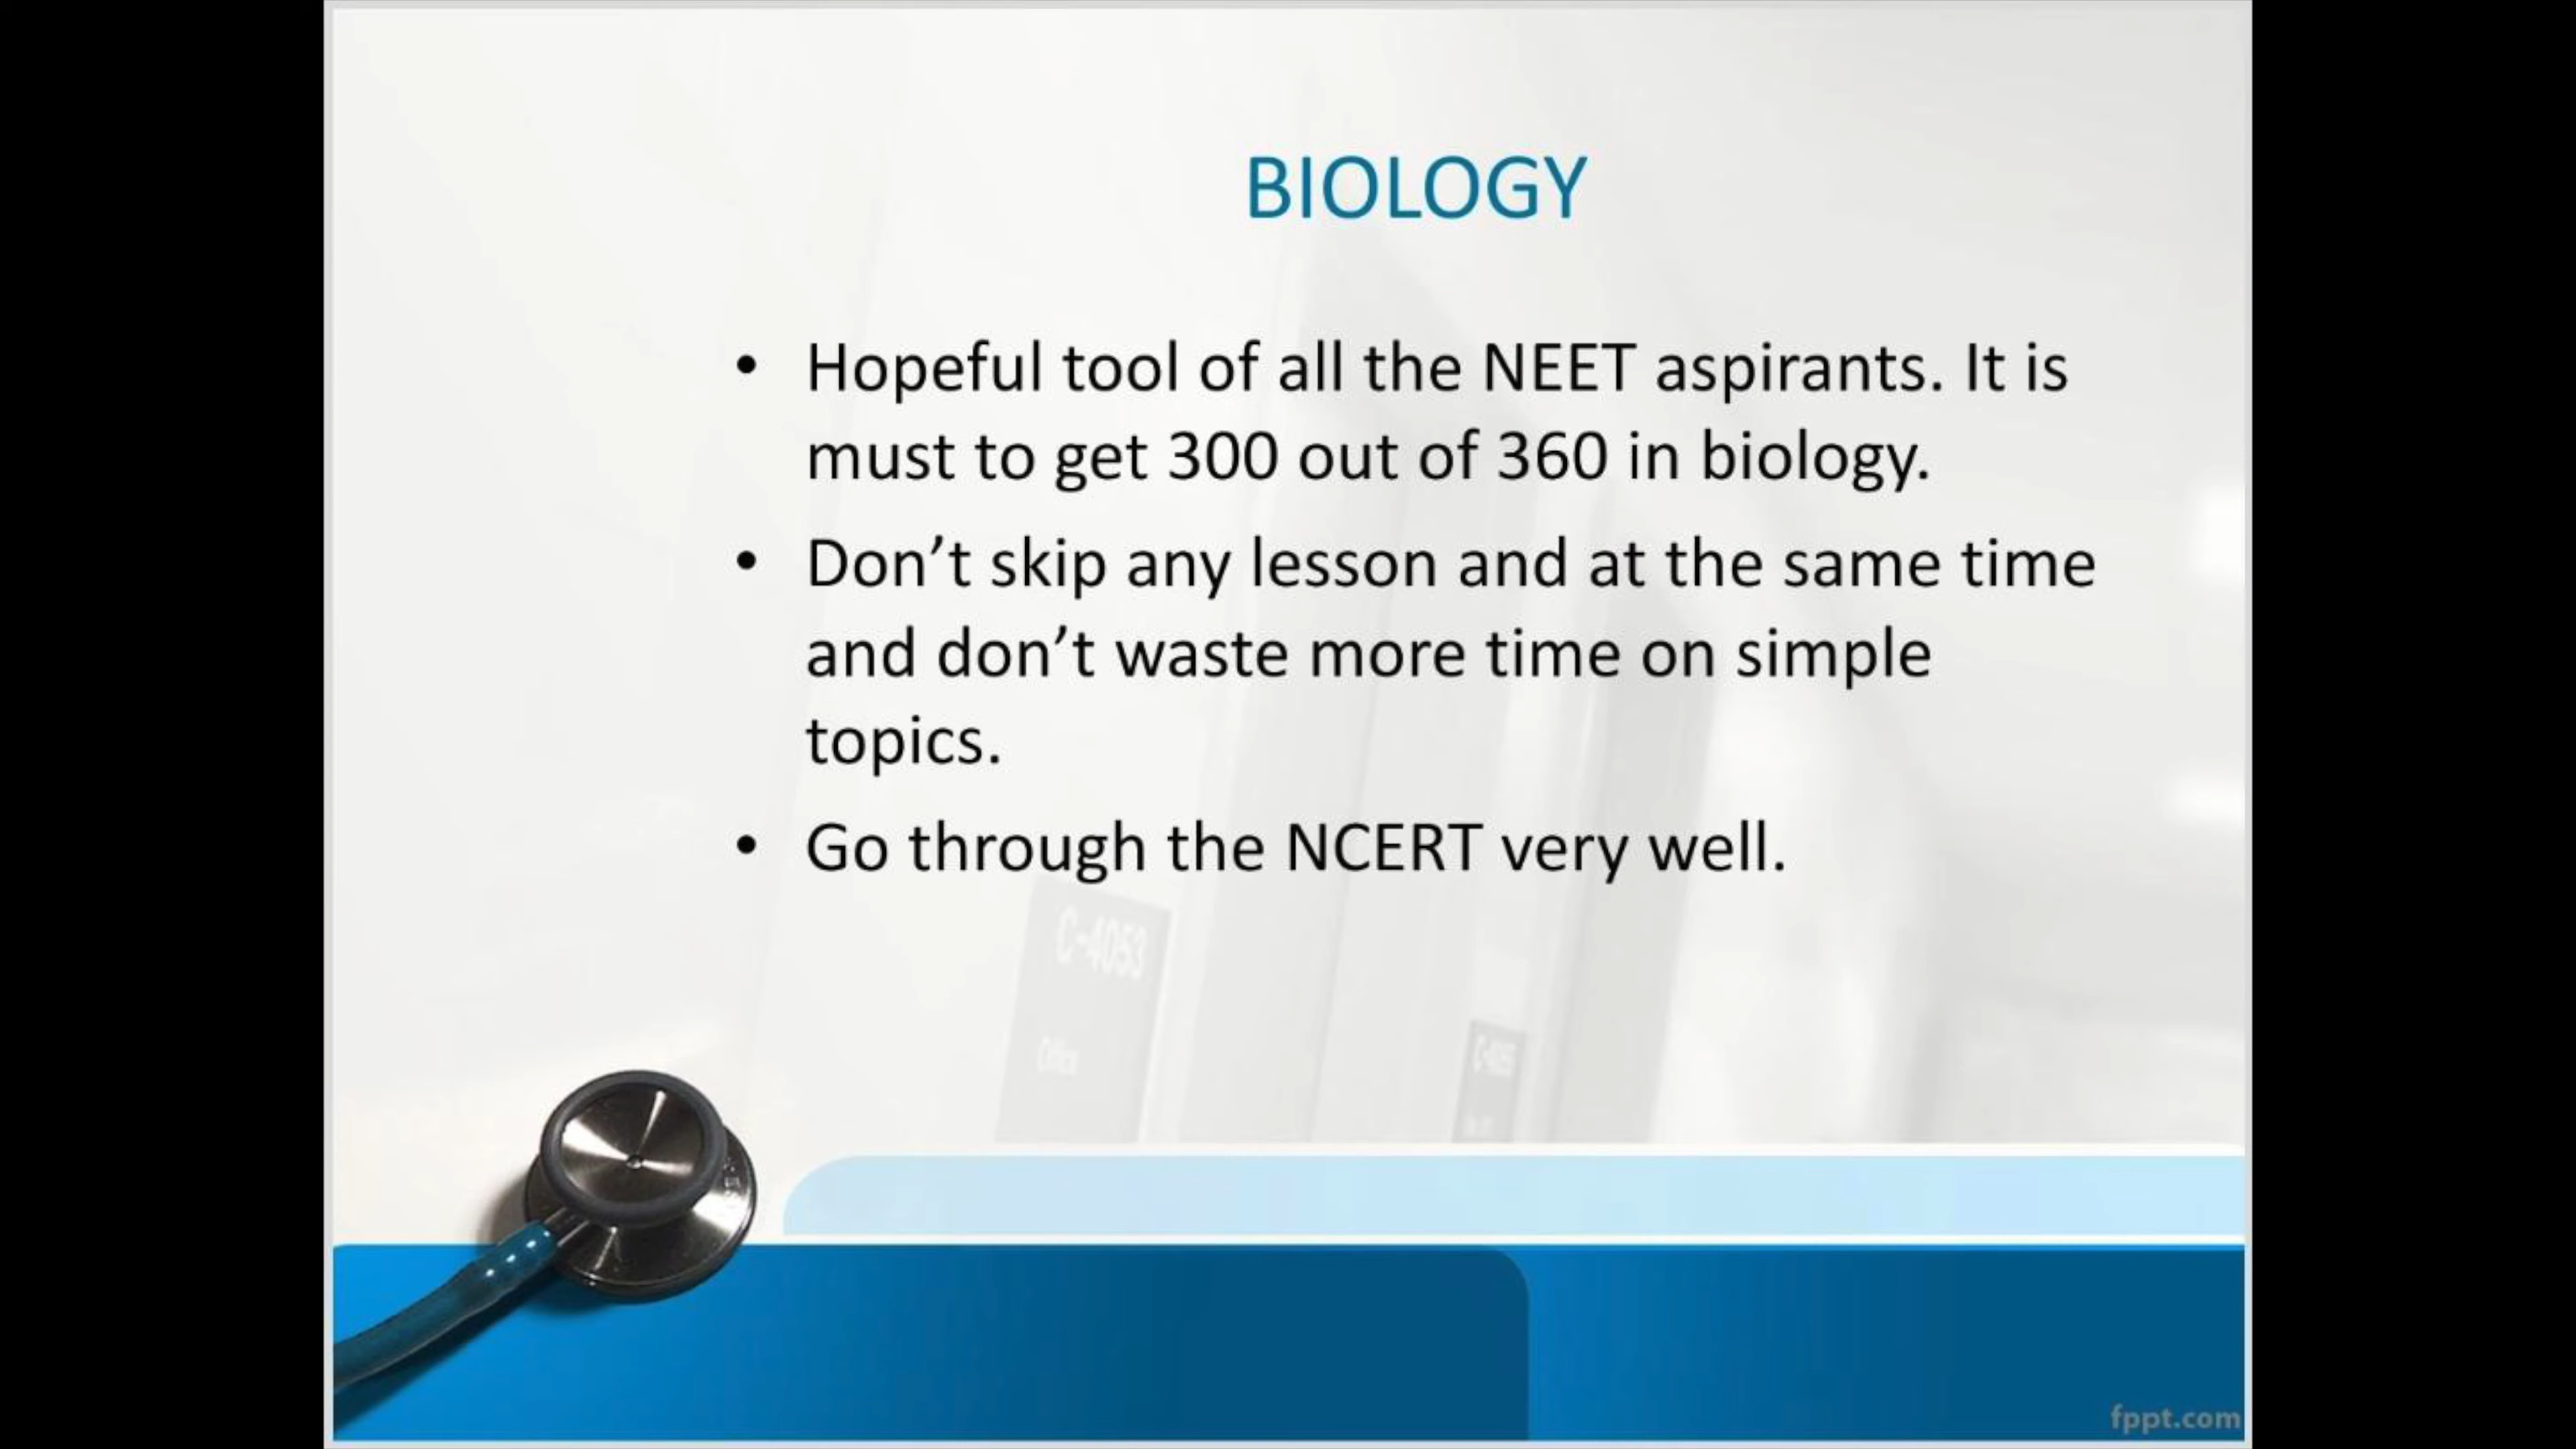 BIOLOGY
• Hopeful tool of all the NEET aspirants. It is
must to get 300 out of 360 in biology.
• Don’t skip any lesson and at the same time
and don’t waste more time on simple
topics.
• Go through the NCERT very well.
C-4053
Office
fppt.com